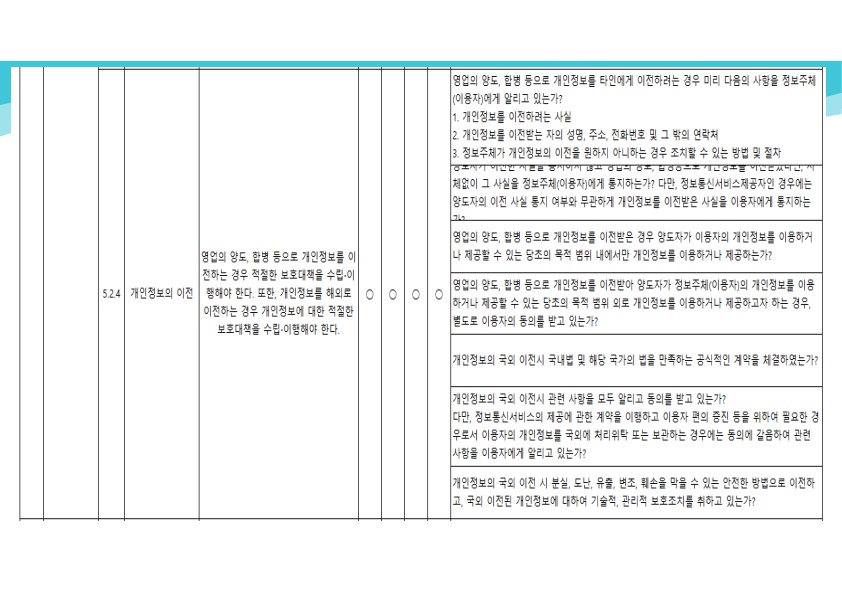 5.2.4
개인정보의 이전
영업의 양도, 합병 등으로 개인정보를 이
전하는 경우 적절한 보호대책을 수립·이
행해야 한다. 또한, 개인정보를 해외로
이전하는 경우 개인정보에 대한 적절한
보호대책을 수립·이행해야 한다.
○ ○ ○ ○
영업의 양도, 합병 등으로 개인정보를 타인에게 이전하려는 경우 미리 다음의 사항을 정보주체
(이용자)에게 알리고 있는가?
1. 개인정보를 이전하려는 사실
2. 개인정보를 이전받는 자의 성명, 주소, 전화번호 및 그 밖의 연락처
3. 정보주체가 개인정보의 이전을 원하지 아니하는 경우 조치할 수 있는 방법 및 절차
체없이 그 사실을 정보주체(이용자)에게 통지하는가? 다만, 정보통신서비스제공자인 경우에는
양도자의 이전 사실 통지 여부와 무관하게 개인정보를 이전받은 사실을 이용자에게 통지하는
가?
영업의 양도, 합병 등으로 개인정보를 이전받은 경우 양도자가 이용자의 개인정보를 이용하거
나 제공할 수 있는 당초의 목적 범위 내에서만 개인정보를 이용하거나 제공하는가?
영업의 양도, 합병 등으로 개인정보를 이전받아 양도자가 정보주체(이용자)의 개인정보를 이용
하거나 제공할 수 있는 당초의 목적 범위 외로 개인정보를 이용하거나 제공하고자 하는 경우,
별도로 이용자의 동의를 받고 있는가?
개인정보의 국외 이전시 국내법 및 해당 국가의 법을 만족하는 공식적인 계약을 체결하였는가?
개인정보의 국외 이전시 관련 사항을 모두 알리고 동의를 받고 있는가?
다만, 정보통신서비스의 제공에 관한 계약을 이행하고 이용자 편의 증진 등을 위하여 필요한 경
우로서 이용자의 개인정보를 국외에 처리위탁 또는 보관하는 경우에는 동의에 갈음하여 관련
사항을 이용자에게 알리고 있는가?
개인정보의 국외 이전 시 분실, 도난, 유출, 변조, 훼손을 막을 수 있는 안전한 방법으로 이전하
고, 국외 이전된 개인정보에 대하여 기술적, 관리적 보호조치를 취하고 있는가?